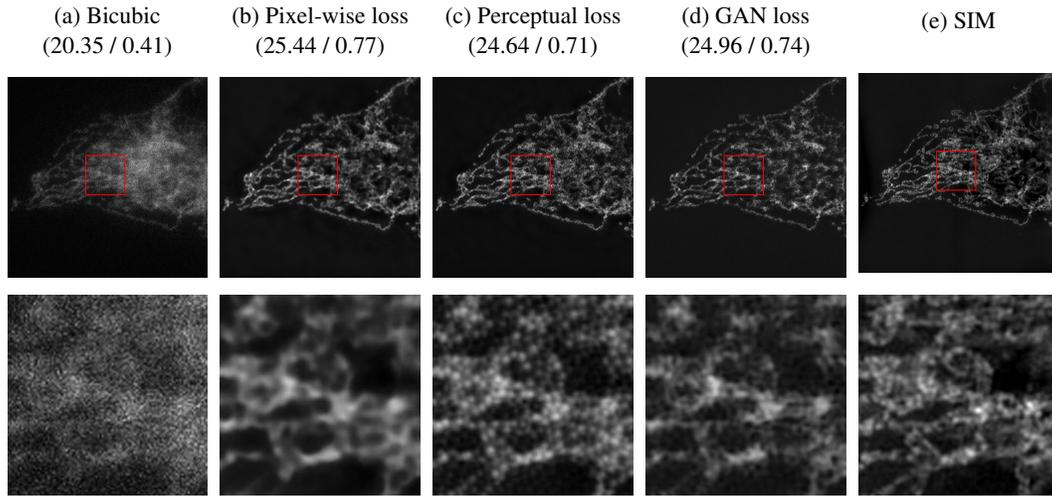 (a) Bicubic
(20.35 / 0.41)
(b) Pixel-wise loss
(25.44 / 0.77)
(c) Perceptual loss
(24.64 / 0.71)
(d) GAN loss
(24.96 / 0.74)
(e) SIM